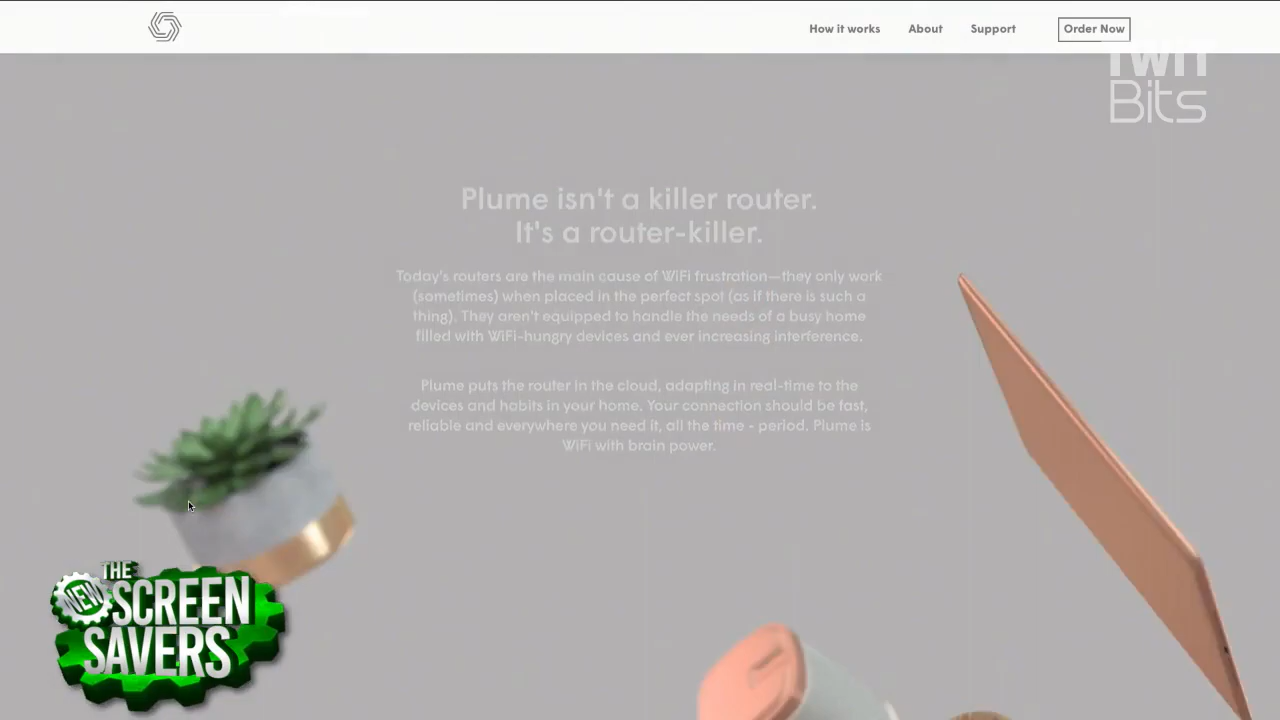 How it works
About
Support
Order Now
TWiT
Bits
Plume isn't a killer router.
It's a router-killer.
Today's routers are the main cause of WiFi frustration—they only work
(sometimes) when placed in the perfect spot (as if there is such a
thing). They aren't equipped to handle the needs of a busy home
filled with WiFi-hungry devices and ever increasing interference.
Plume puts the router in the cloud, adapting in real-time to the
devices and habits in your home. Your connection should be fast,
reliable and everywhere you need it, all the time - period. Plume is
WiFi with brain power.
THE
NEW SCREEN
SAVERS